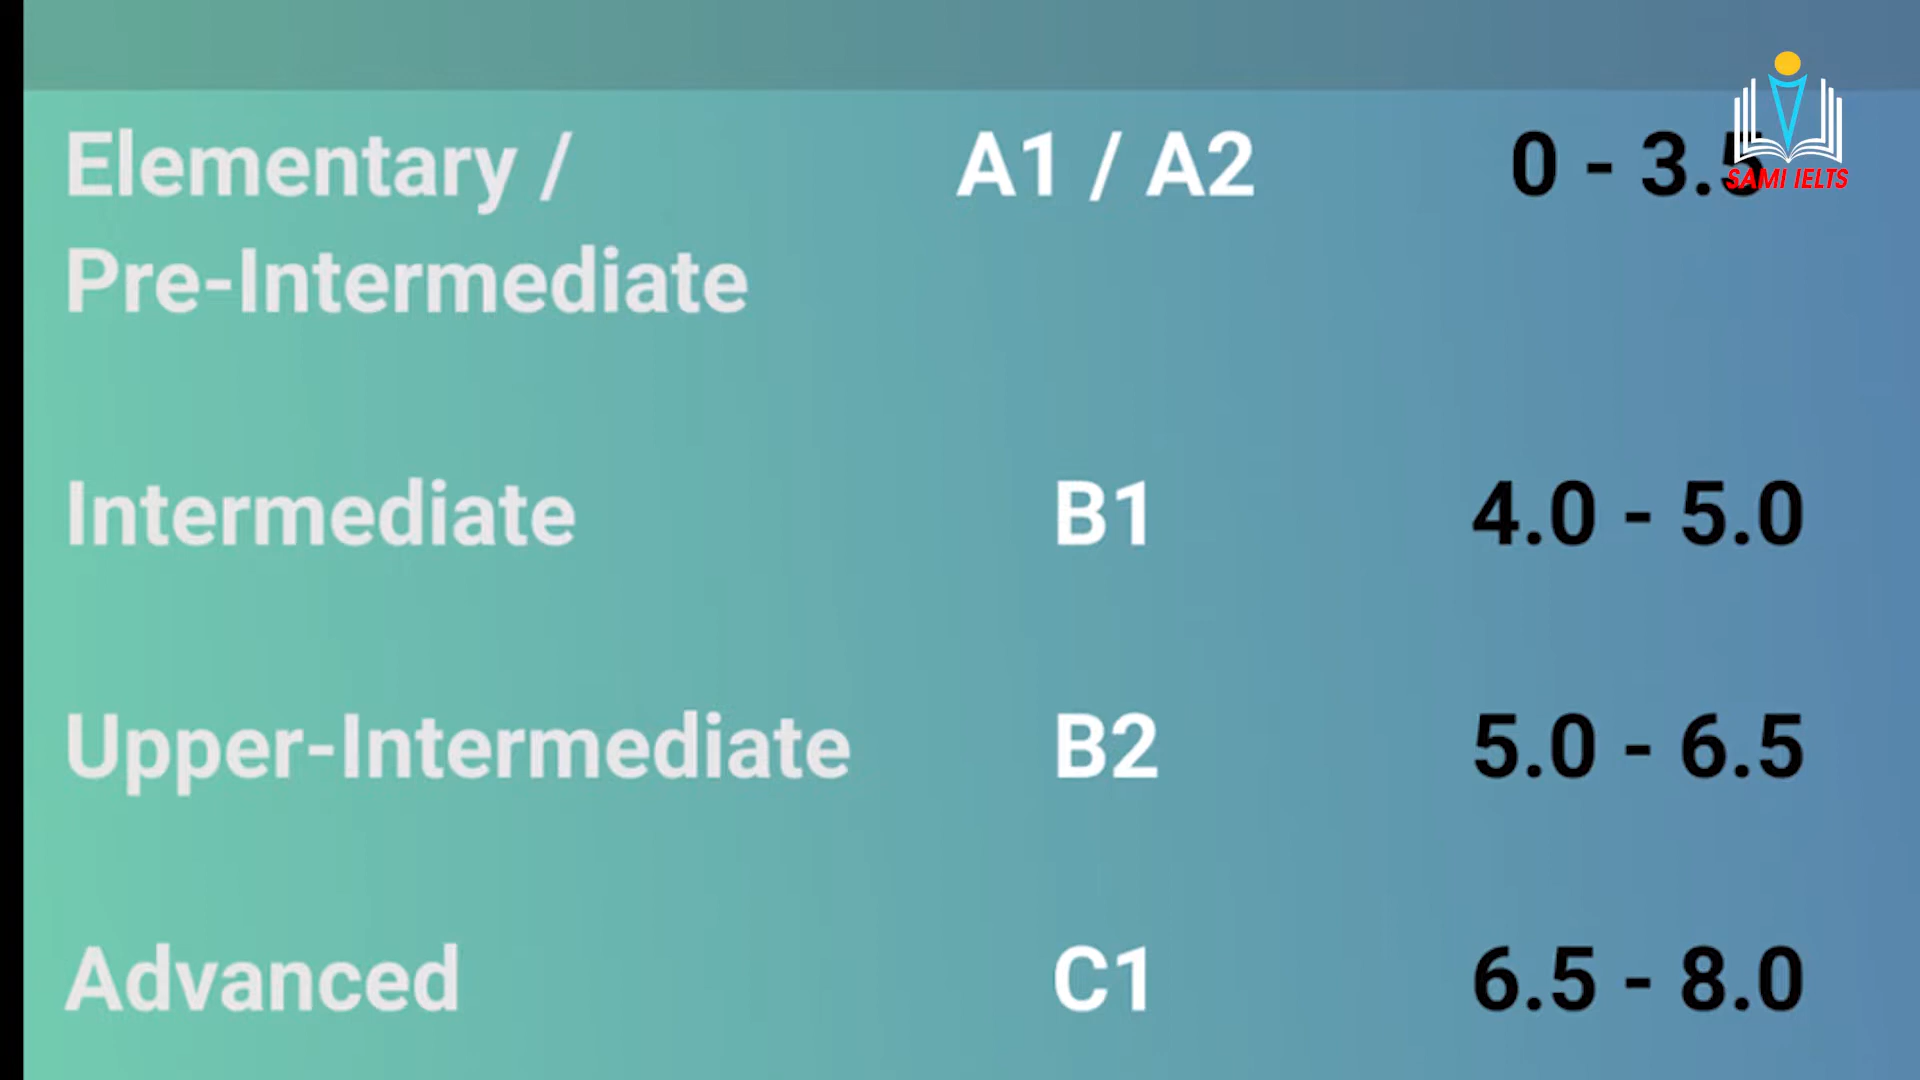 Elementary / A1 / A2 0 - 3.5
Pre-Intermediate
Intermediate B1 4.0 - 5.0
Upper-Intermediate B2 5.0 - 6.5
Advanced C1 6.5 - 8.0
SAMI IELTS